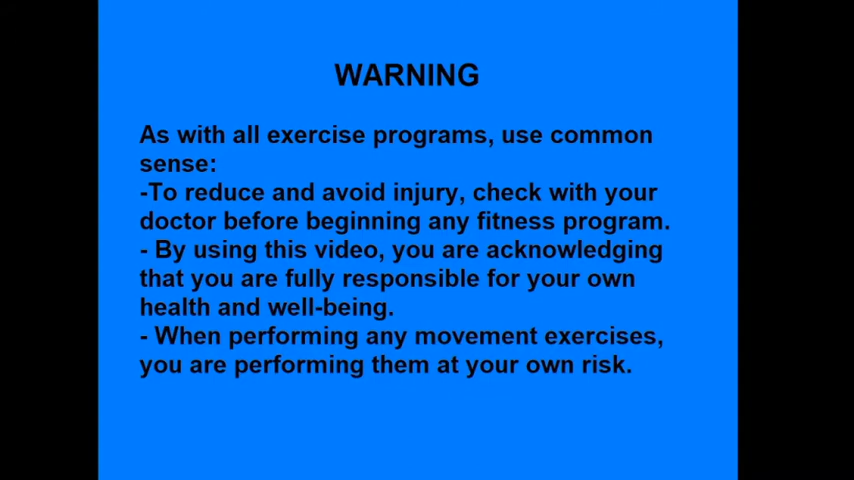 WARNING
As with all exercise programs, use common
sense:
-To reduce and avoid injury, check with your
doctor before beginning any fitness program.
- By using this video, you are acknowledging
that you are fully responsible for your own
health and well-being.
- When performing any movement exercises,
you are performing them at your own risk.